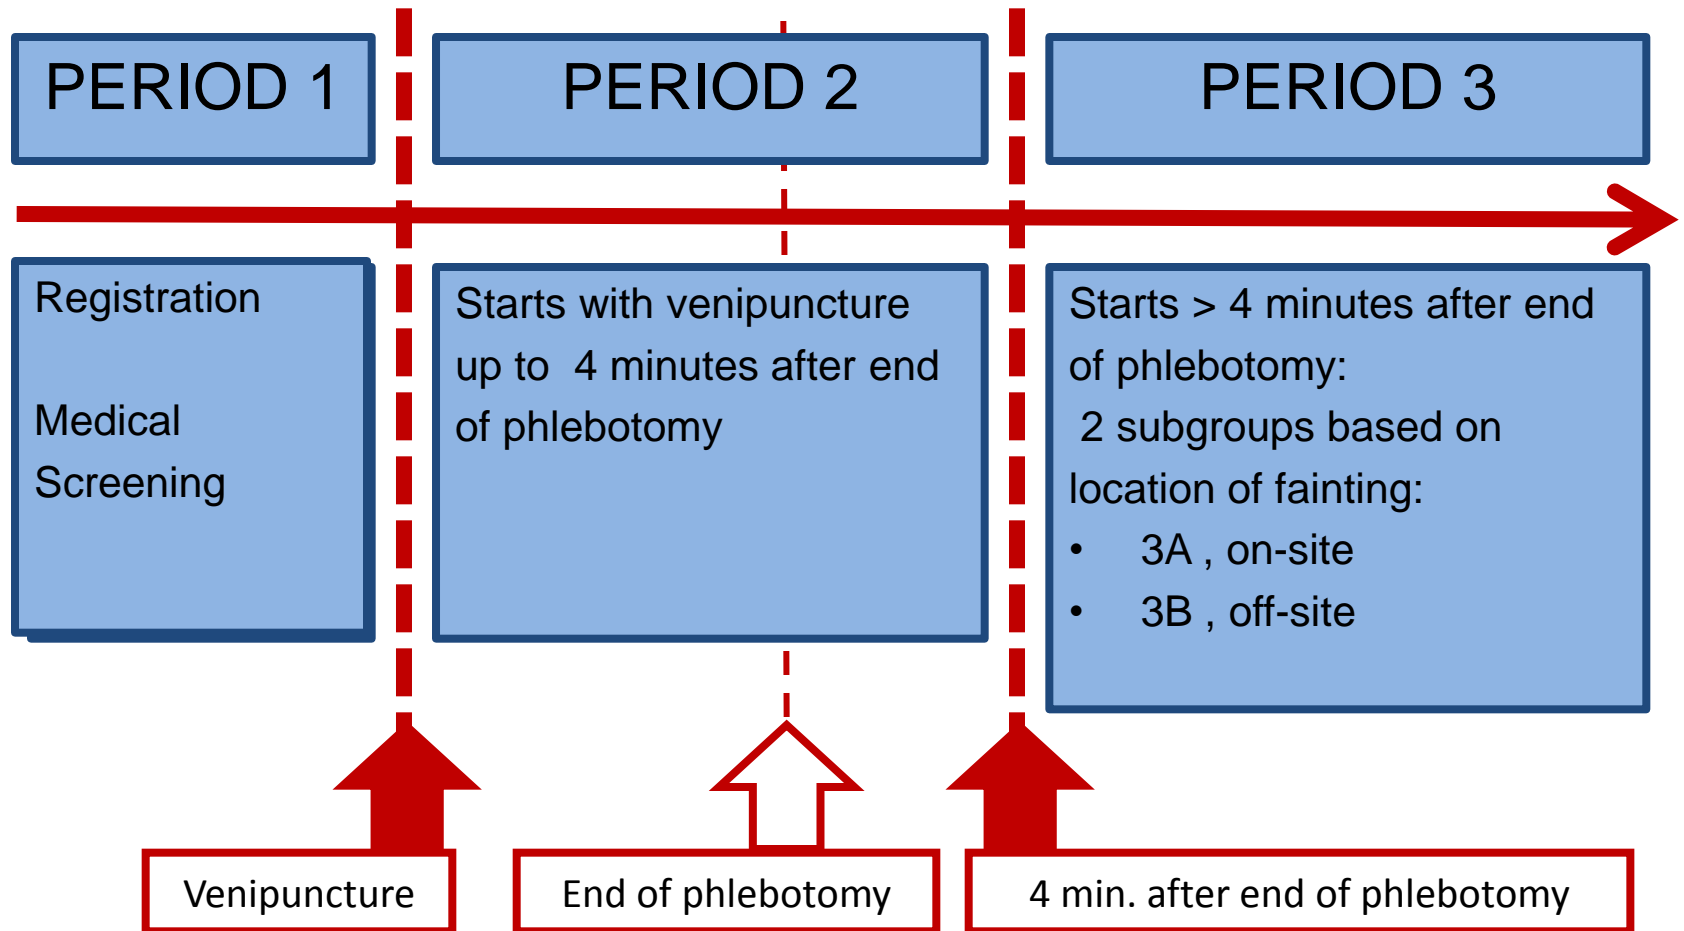 PERIOD 1
PERIOD 2
PERIOD 3
Registration
Medical
Screening
Starts with venipuncture
up to  4 minutes after end
of phlebotomy
Starts > 4 minutes after end
of phlebotomy:
2 subgroups based on
location of fainting:
• 3A , on-site
• 3B , off-site
Venipuncture
End of phlebotomy
4 min. after end of phlebotomy